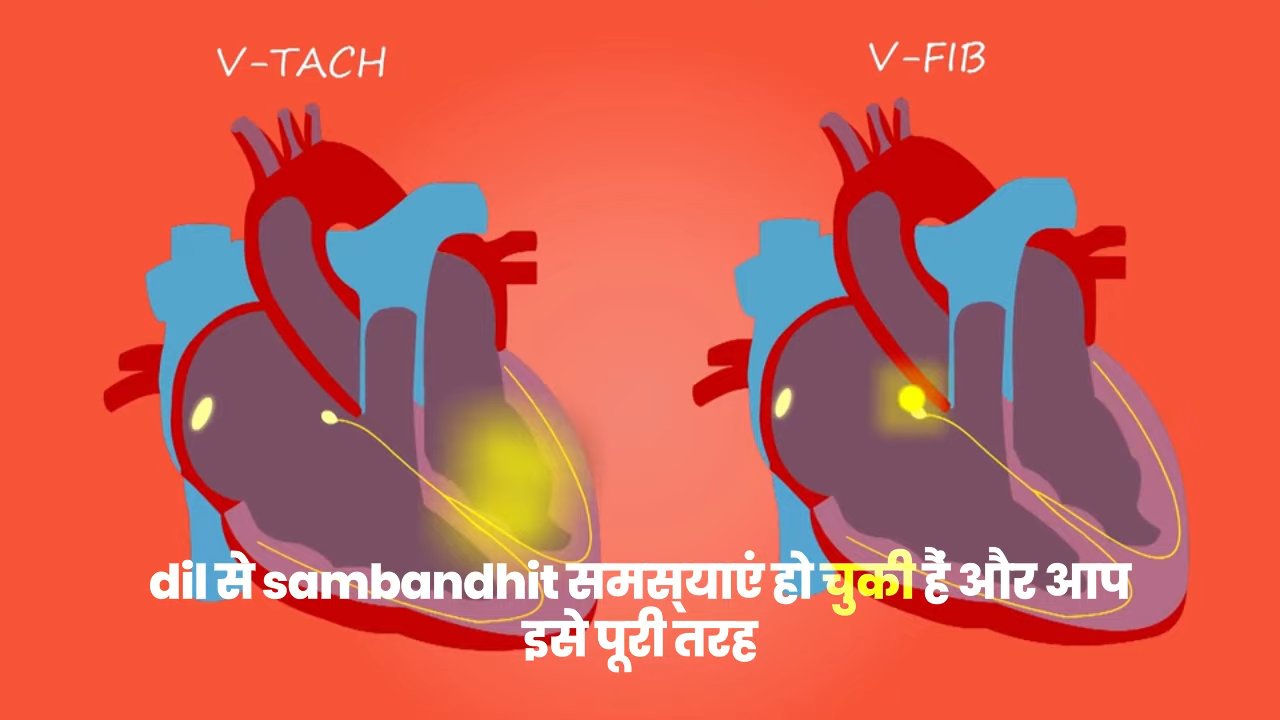 V-TACH
V-FIB
dil से sambandhit समस्याएं हो चुकी हैं और आप
इसे पूरी तरह